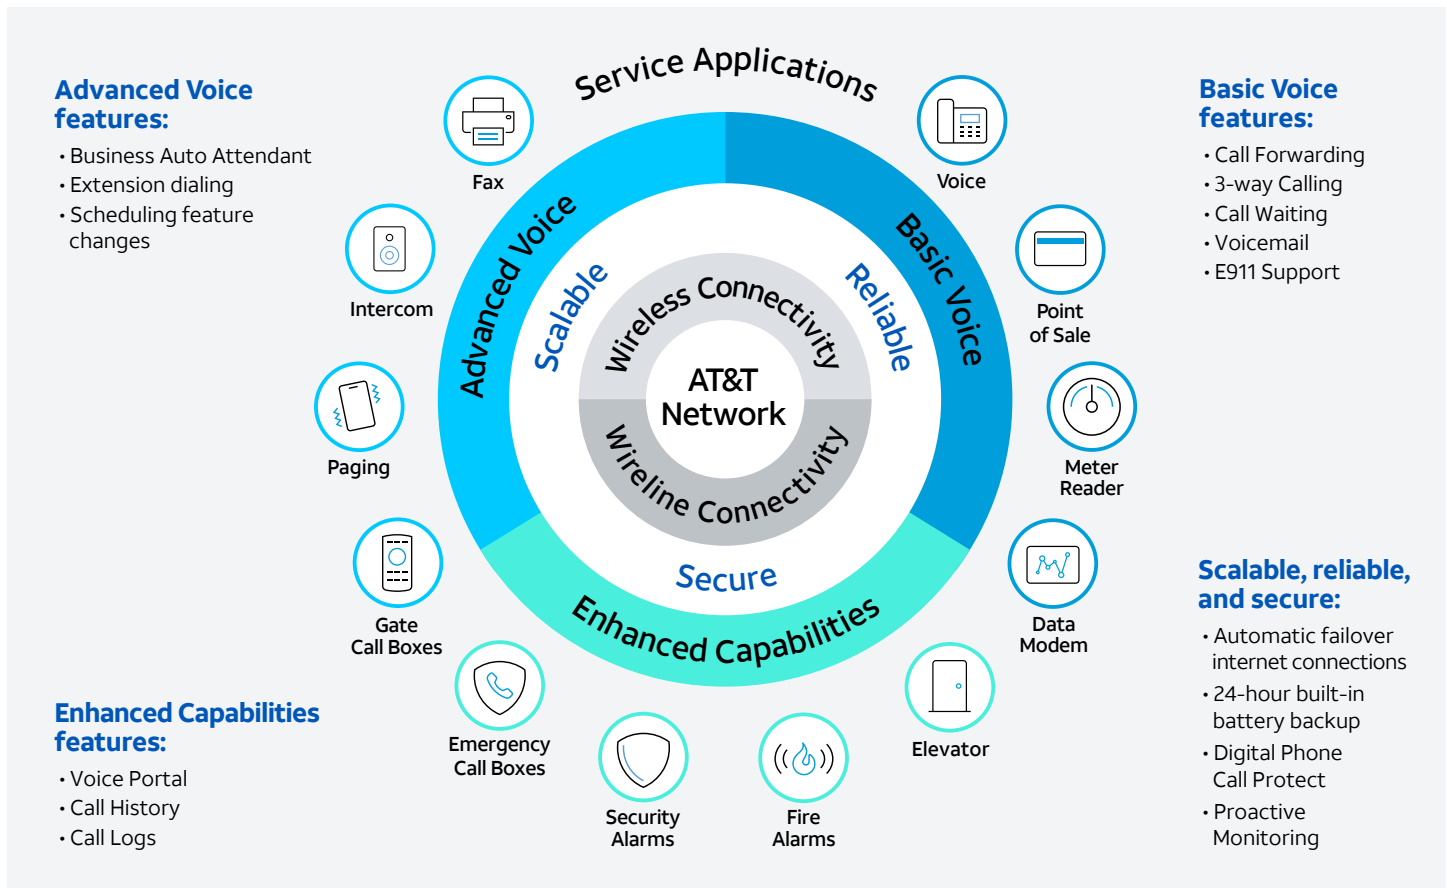 Service Applications
Advanced Voice
features:
• Business Auto Attendant
• Extension dialing
• Scheduling feature
changes
Basic Voice
features:
• Call Forwarding
• 3-way Calling
• Call Waiting
• Voicemail
• E911 Support
Fax
Voice
Intercom
Point
of Sale
Paging
Meter
Reader
Gate
Call Boxes
Data
Modem
Emergency
Call Boxes
Elevator
Security
Alarms
Fire
Alarms
Advanced Voice
Basic Voice
Enhanced Capabilities
Scalable
Reliable
Secure
Wireless Connectivity
AT&T
Network
Wireline Connectivity
Enhanced Capabilities
features:
• Voice Portal
• Call History
• Call Logs
Scalable, reliable,
and secure:
• Automatic failover
internet connections
• 24-hour built-in
battery backup
• Digital Phone
Call Protect
• Proactive
Monitoring